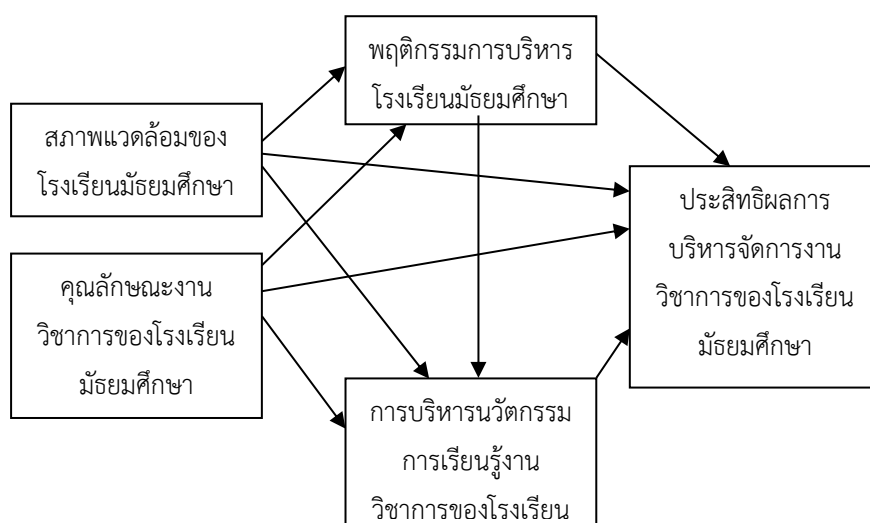 พฤติกรรมการบริหาร
โรงเรียนมัธยมศึกษา
สภาพแวดล้อมของ
โรงเรียนมัธยมศึกษา
ประสิทธิผลการ
บริหารจัดการงาน
วิชาการของโรงเรียน
มัธยมศึกษา
คุณลักษณะงาน
วิชาการของโรงเรียน
มัธยมศึกษา
การบริหารนวัตกรรม
การเรียนรู้งาน
วิชาการของโรงเรียน